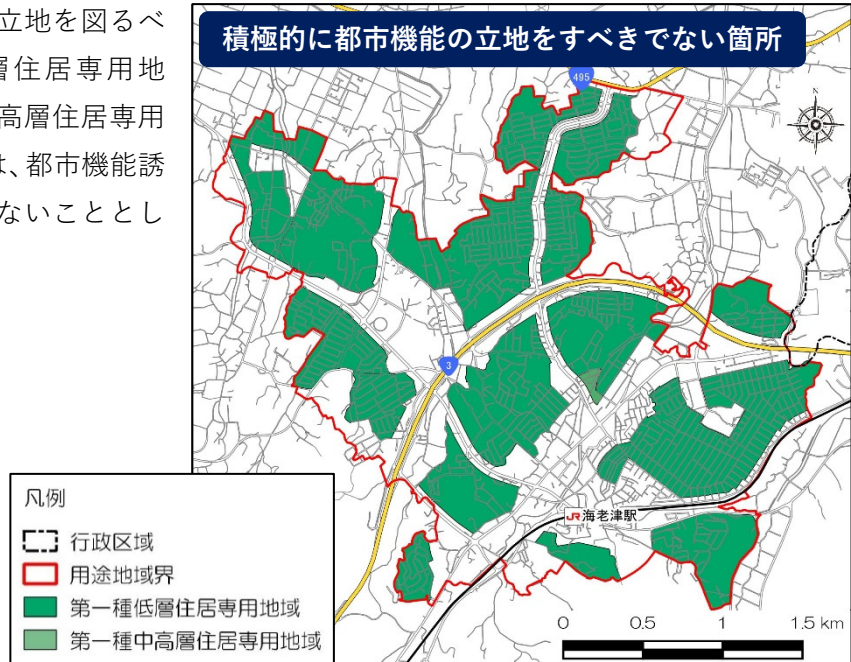 立地を図るべ
層住居専用地
高層住居専用
は、都市機能誘
ないこととし
積極的に都市機能の立地をすべきでない箇所
495
N
3
JR海老津駅
凡例
行政区域
用途地域界
第一種低層住居専用地域
第一種中高層住居専用地域
0 0.5 1 1.5 km